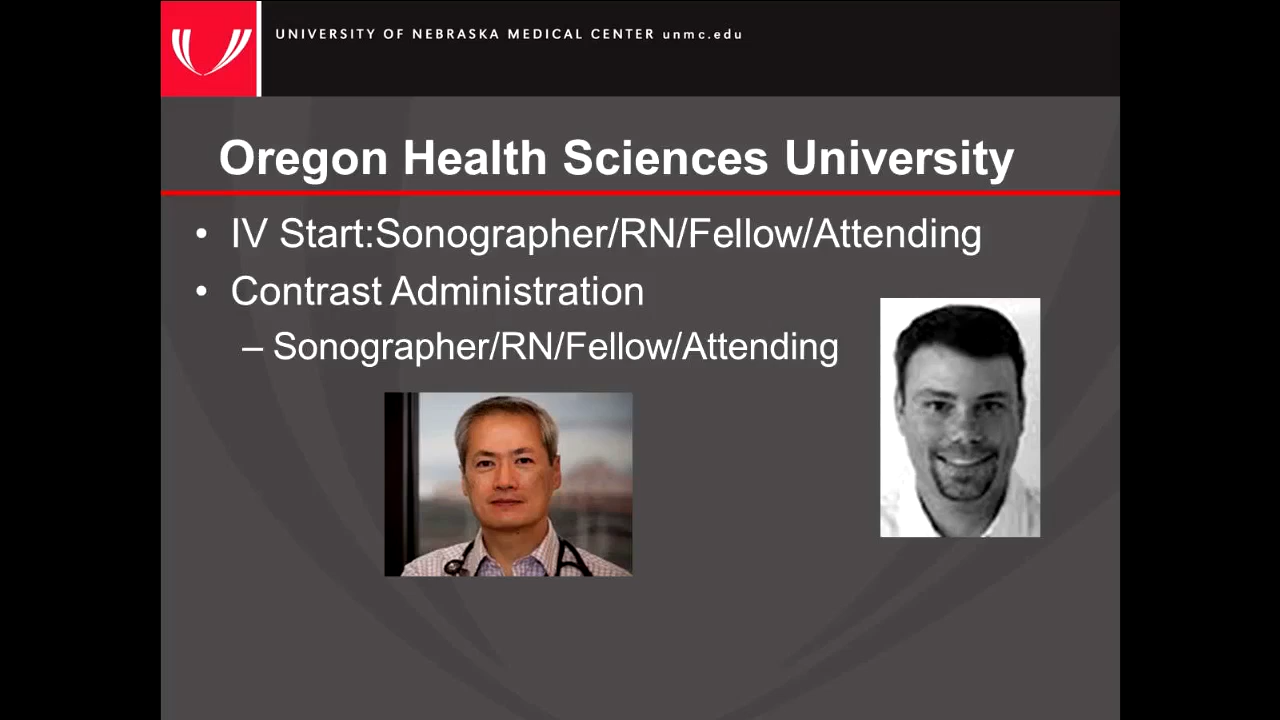 UNIVERSITY OF NEBRASKA MEDICAL CENTER unmc.edu
Oregon Health Sciences University
• IV Start:Sonographer/RN/Fellow/Attending
• Contrast Administration
– Sonographer/RN/Fellow/Attending